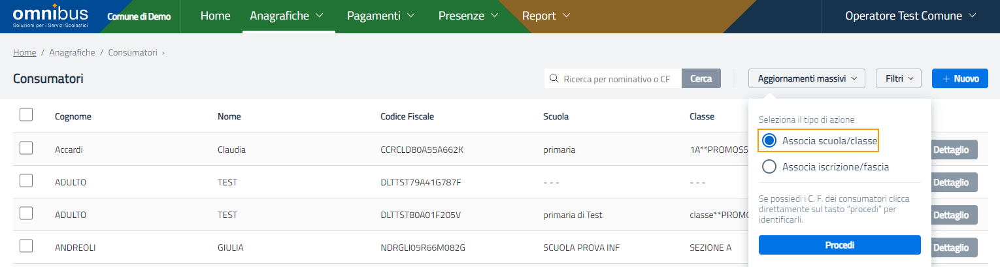 omnibus
Soluzioni per i Servizi Scolastici
Comune di Demo
Home
Anagrafiche
Pagamenti
Presenze
Report
Operatore Test Comune
Home / Anagrafiche / Consumatori ›
Consumatori
Ricerca per nominativo o CF
Cerca
Aggiornamenti massivi
Filtri
+ Nuovo
Cognome Nome Codice Fiscale Scuola Classe
Accardi Claudia CCRCLD80A55A662K primaria 1A**PROMOSS Dettaglio
ADULTO TEST DLTTST79A41G787F - - - - - - Dettaglio
ADULTO TEST DLTTST80A01F205V primaria di Test classe**PROMO Dettaglio
ANDREOLI GIULIA NDRGLI05R66M082G SCUOLA PROVA INF SEZIONE A Dettaglio
Seleziona il tipo di azione
Associa scuola/classe
Associa iscrizione/fascia
Se possiedi i C. F. dei consumatori clicca
direttamente sul tasto "procedi" per
identificarli.
Procedi